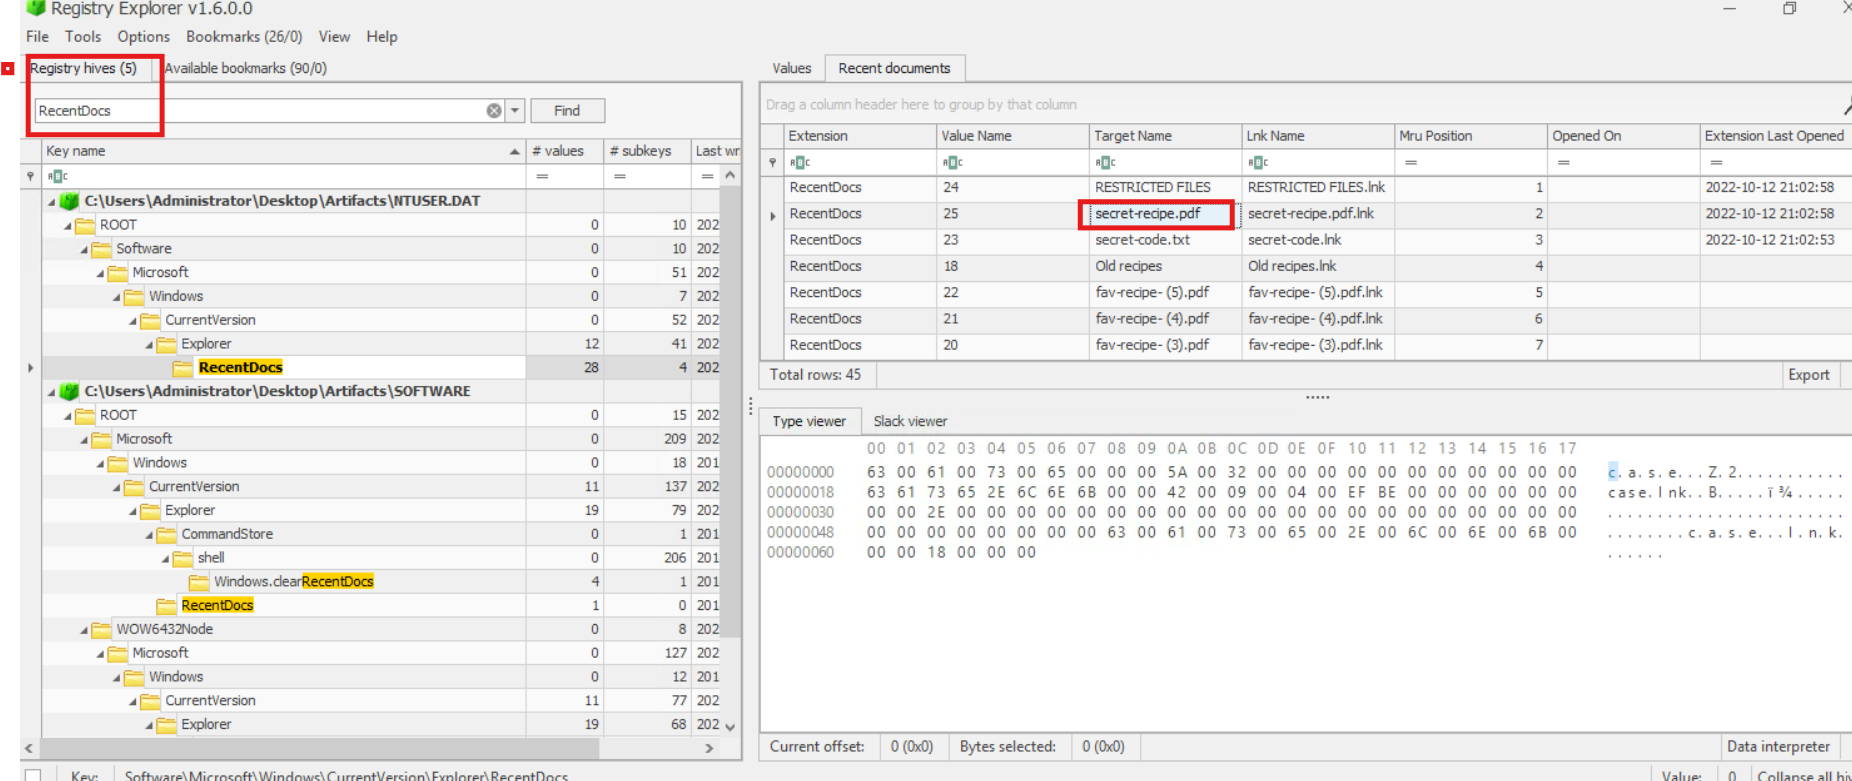 Registry Explorer v1.6.0.0
File Tools Options Bookmarks (26/0) View Help
Registry hives (5) Available bookmarks (90/0)
RecentDocs Find
Key name # values # subkeys Last wr
= = =
C:\Users\Administrator\Desktop\Artifacts\NTUSER.DAT
ROOT 0 10 202
Software 0 10 202
Microsoft 0 51 202
Windows 0 7 202
CurrentVersion 0 52 202
Explorer 12 41 202
RecentDocs 28 4 202
C:\Users\Administrator\Desktop\Artifacts\SOFTWARE
ROOT 0 15 202
Microsoft 0 209 202
Windows 0 18 201
CurrentVersion 11 137 202
Explorer 19 79 202
CommandStore 0 1 201
shell 0 206 201
Windows.clearRecentDocs 4 1 201
RecentDocs 1 0 201
WOW6432Node 0 8 202
Microsoft 0 127 202
Windows 0 12 201
CurrentVersion 11 77 202
Explorer 19 68 202
Key: Software\Microsoft\Windows\CurrentVersion\Explorer\RecentDocs
Values Recent documents
Drag a column header here to group by that column
Extension Value Name Target Name Lnk Name Mru Position Opened On Extension Last Opened
ABC ABC ABC ABC = = =
RecentDocs 24 RESTRICTED FILES RESTRICTED FILES.lnk 1 2022-10-12 21:02:58
RecentDocs 25 secret-recipe.pdf secret-recipe.pdf.lnk 2 2022-10-12 21:02:58
RecentDocs 23 secret-code.txt secret-code.lnk 3 2022-10-12 21:02:53
RecentDocs 18 Old recipes Old recipes.lnk 4
RecentDocs 22 fav-recipe- (5).pdf fav-recipe- (5).pdf.lnk 5
RecentDocs 21 fav-recipe- (4).pdf fav-recipe- (4).pdf.lnk 6
RecentDocs 20 fav-recipe- (3).pdf fav-recipe- (3).pdf.lnk 7
Total rows: 45 Export
Type viewer Slack viewer
00 01 02 03 04 05 06 07 08 09 0A 0B 0C 0D 0E 0F 10 11 12 13 14 15 16 17
00000000 63 00 61 00 73 00 65 00 00 00 5A 00 32 00 00 00 00 00 00 00 00 00 00 00 c.a.s.e...Z.2...........
00000018 63 61 73 65 2E 6C 6E 6B 00 00 42 00 09 00 04 00 EF BE 00 00 00 00 00 00 case.lnk..B.....ï¾......
00000030 00 00 2E 00 00 00 00 00 00 00 00 00 00 00 00 00 00 00 00 00 00 00 00 00 ........................
00000048 00 00 00 00 00 00 00 00 63 00 61 00 73 00 65 00 2E 00 6C 00 6E 00 6B 00 ........c.a.s.e...l.n.k.
00000060 00 00 18 00 00 00 ......
Current offset: 0 (0x0) Bytes selected: 0 (0x0) Data interpreter
Value: 0 Collapse all hiv